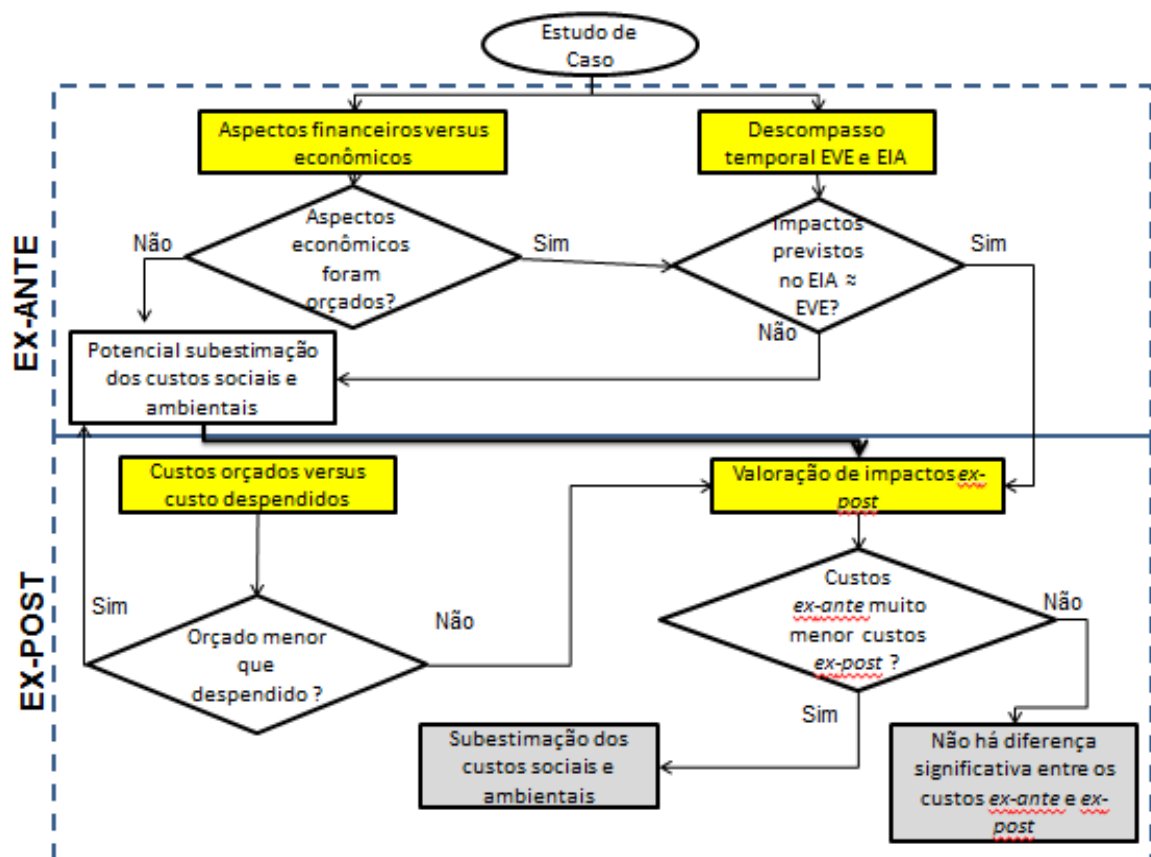 Estudo de
Caso
Aspectos financeiros versus
econômicos
Descompasso
temporal EVE e EIA
Não
Aspectos
econômicos
foram
orçados?
Sim
Impactos
previstos
no EIA ≈
EVE?
Sim
Não
EX-ANTE
Potencial subestimação
dos custos sociais e
ambientais
Custos orçados versus
custo despendidos
Valoração de impactos ex-
post
EX-POST
Sim
Orçado menor
que
despendido ?
Não
Custos
ex-ante muito
menor custos
ex-post ?
Não
Sim
Subestimação dos
custos sociais e
ambientais
Não há diferença
significativa entre os
custos ex-ante e ex-
post